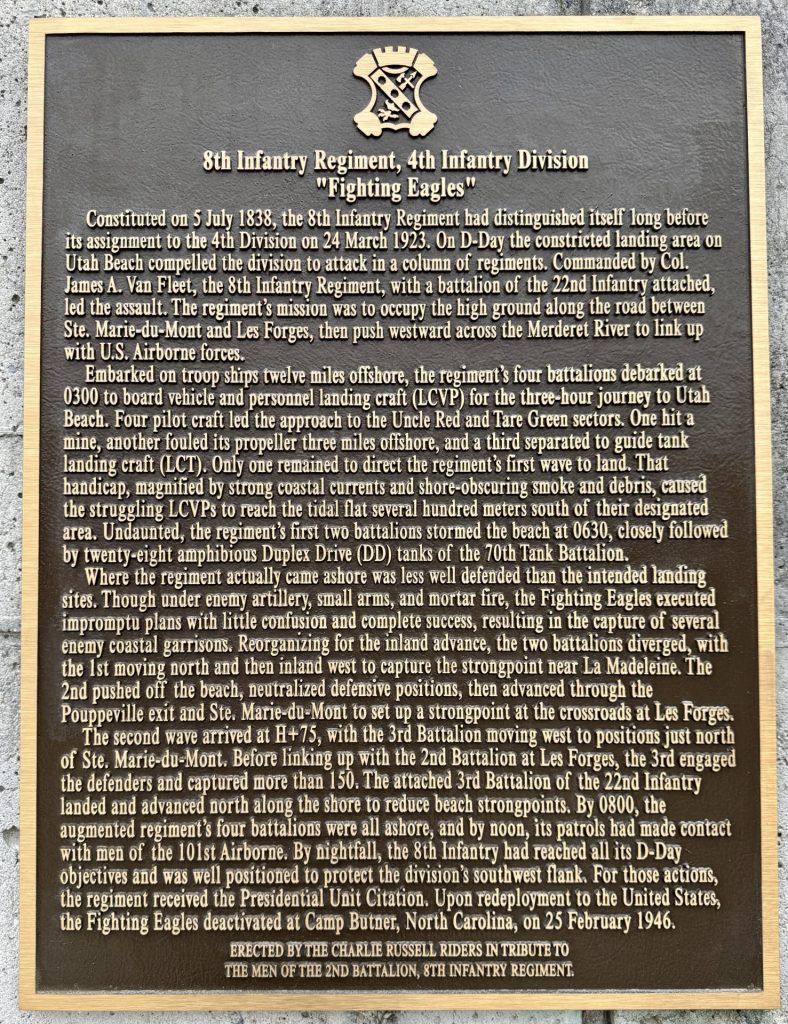 8th Infantry Regiment, 4th Infantry Division
"Fighting Eagles"
Constituted on 5 July 1838, the 8th Infantry Regiment had distinguished itself long before
its assignment to the 4th Division on 24 March 1923. On D-Day the constricted landing area on
Utah Beach compelled the division to attack in a column of regiments. Commanded by Col.
James A. Van Fleet, the 8th Infantry Regiment, with a battalion of the 22nd Infantry attached,
led the assault. The regiment's mission was to occupy the high ground along the road between
Ste. Marie-du-Mont and Les Forges, then push westward across the Merderet River to link up
with U.S. Airborne forces.
Embarked on troop ships twelve miles offshore, the regiment's four battalions debarked at
0300 to board vehicle and personnel landing craft (LCVP) for the three-hour journey to Utah
Beach. Four pilot craft led the approach to the Uncle Red and Tare Green sectors. One hit a
mine, another fouled its propeller three miles offshore, and a third separated to guide tank
landing craft (LCT). Only one remained to direct the regiment's first wave to land. That
handicap, magnified by strong coastal currents and shore-obscuring smoke and debris, caused
the struggling LCVPs to reach the tidal flat several hundred meters south of their designated
area. Undaunted, the regiment's first two battalions stormed the beach at 0630, closely followed
by twenty-eight amphibious Duplex Drive (DD) tanks of the 70th Tank Battalion.
Where the regiment actually came ashore was less well defended than the intended landing
sites. Though under enemy artillery, small arms, and mortar fire, the Fighting Eagles executed
impromptu plans with little confusion and complete success, resulting in the capture of several
enemy coastal garrisons. Reorganizing for the inland advance, the two battalions diverged, with
the 1st moving north and then inland west to capture the strongpoint near La Madeleine. The
2nd pushed off the beach, neutralized defensive positions, then advanced through the
Pouppeville exit and Ste. Marie-du-Mont to set up a strongpoint at the crossroads at Les Forges.
The second wave arrived at H+75, with the 3rd Battalion moving west to positions just north
of Ste. Marie-du-Mont. Before linking up with the 2nd Battalion at Les Forges, the 3rd engaged
the defenders and captured more than 150. The attached 3rd Battalion of the 22nd Infantry
landed and advanced north along the shore to reduce beach strongpoints. By 0800, the
augmented regiment's four battalions were all ashore, and by noon, its patrols had made contact
with men of the 101st Airborne. By nightfall, the 8th Infantry had reached all its D-Day
objectives and was well positioned to protect the division's southwest flank. For those actions,
the regiment received the Presidential Unit Citation. Upon redeployment to the United States,
the Fighting Eagles deactivated at Camp Butner, North Carolina, on 25 February 1946.
ERECTED BY THE CHARLIE RUSSELL RIDERS IN TRIBUTE TO
THE MEN OF THE 2ND BATTALION, 8TH INFANTRY REGIMENT.